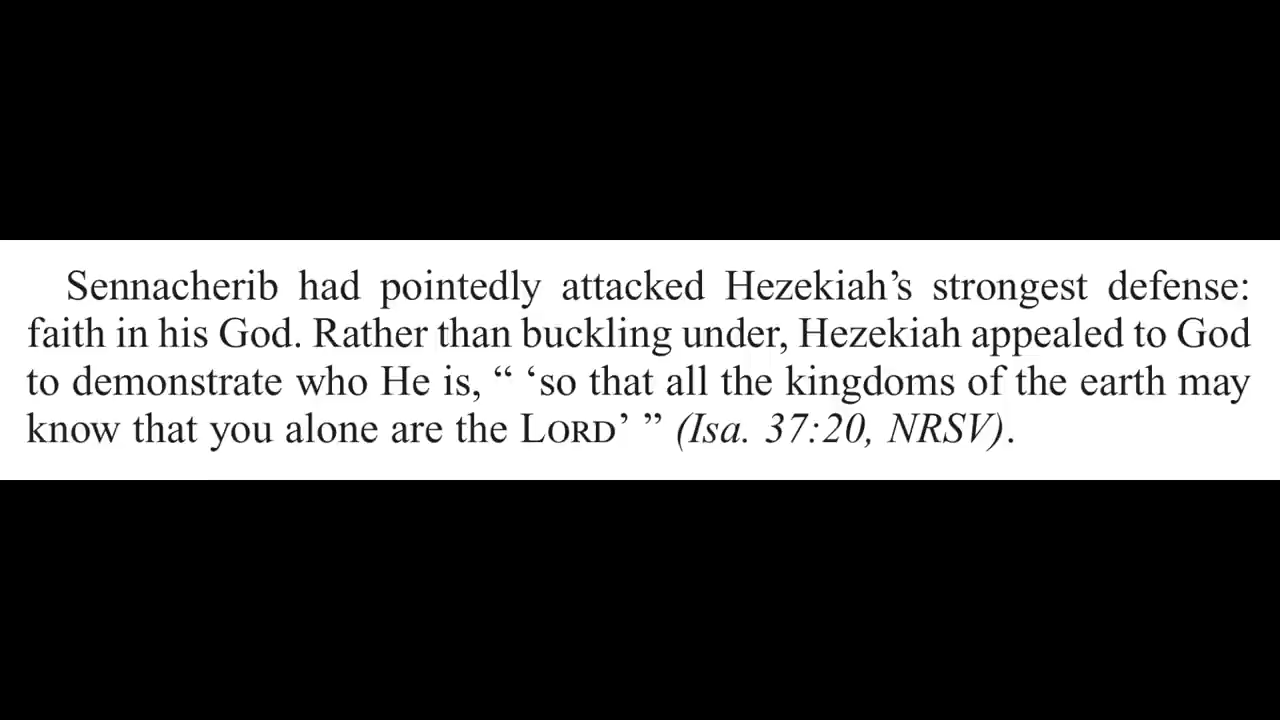 Sennacherib had pointedly attacked Hezekiah’s strongest defense:
faith in his God. Rather than buckling under, Hezekiah appealed to God
to demonstrate who He is, “ ‘so that all the kingdoms of the earth may
know that you alone are the LORD’ ” (Isa. 37:20, NRSV).